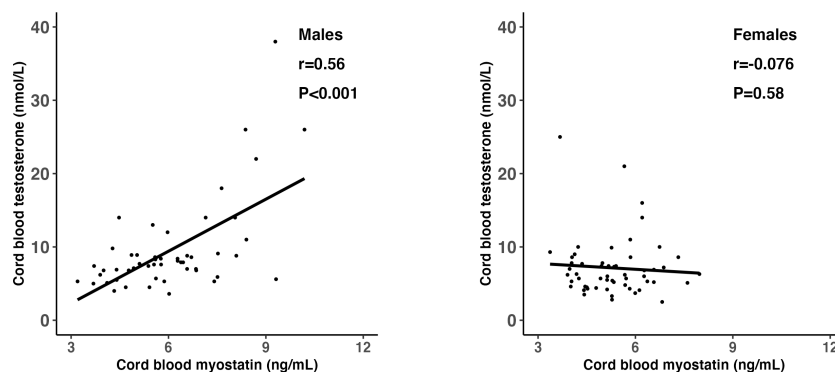 Males
r=0.56
P<0.001
Cord blood testosterone (nmol/L)
40
30
20
10
0
3 6 9 12
Cord blood myostatin (ng/mL)
Females
r=-0.076
P=0.58
Cord blood testosterone (nmol/L)
40
30
20
10
0
3 6 9 12
Cord blood myostatin (ng/mL)